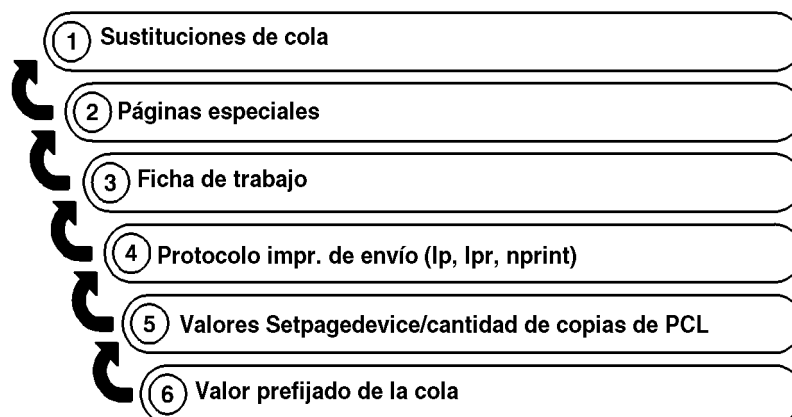 1 Sustituciones de cola
2 Páginas especiales
3 Ficha de trabajo
4 Protocolo impr. de envío (lp, lpr, nprint)
5 Valores Setpagedevice/cantidad de copias de PCL
6 Valor prefijado de la cola